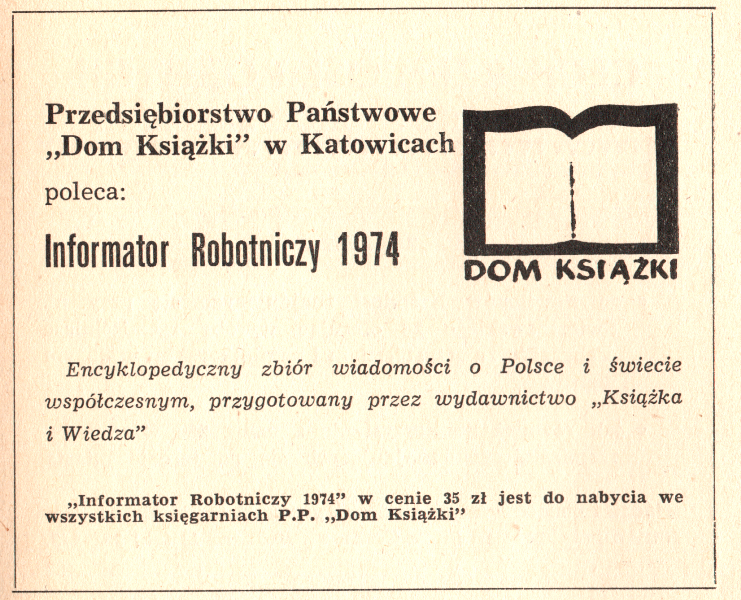 Przedsiębiorstwo Państwowe
„Dom Książki” w Katowicach
poleca:
Informator Robotniczy 1974
DOM KSIĄŻKI
Encyklopedyczny zbiór wiadomości o Polsce i świecie
współczesnym, przygotowany przez wydawnictwo „Książka
i Wiedza”
„Informator Robotniczy 1974” w cenie 35 zł jest do nabycia we
wszystkich księgarniach P.P. „Dom Książki”